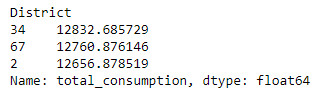 District
34    12832.685729
67    12760.876146
2     12656.878519
Name: total_consumption, dtype: float64